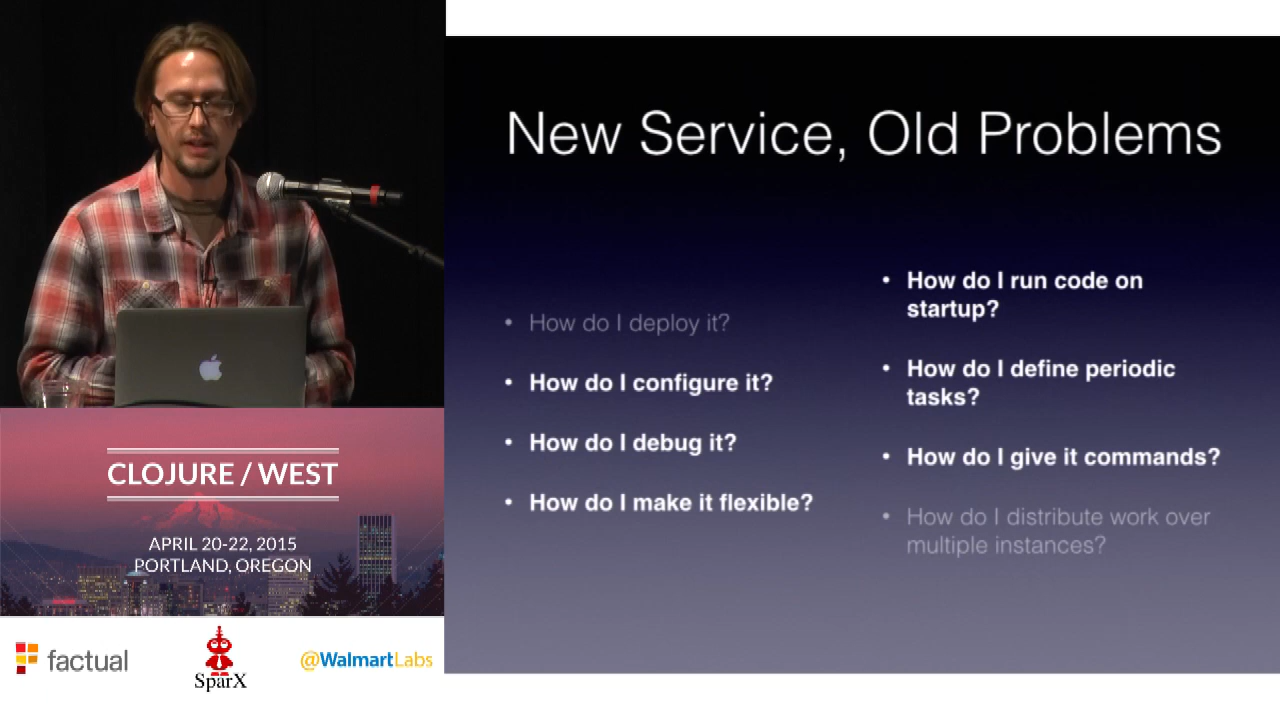 New Service, Old Problems
• How do I deploy it?
• How do I configure it?
• How do I debug it?
• How do I make it flexible?
• How do I run code on
startup?
• How do I define periodic
tasks?
• How do I give it commands?
• How do I distribute work over
multiple instances?
CLOJURE / WEST
APRIL 20-22, 2015
PORTLAND, OREGON
factual
SparX
@WalmartLabs